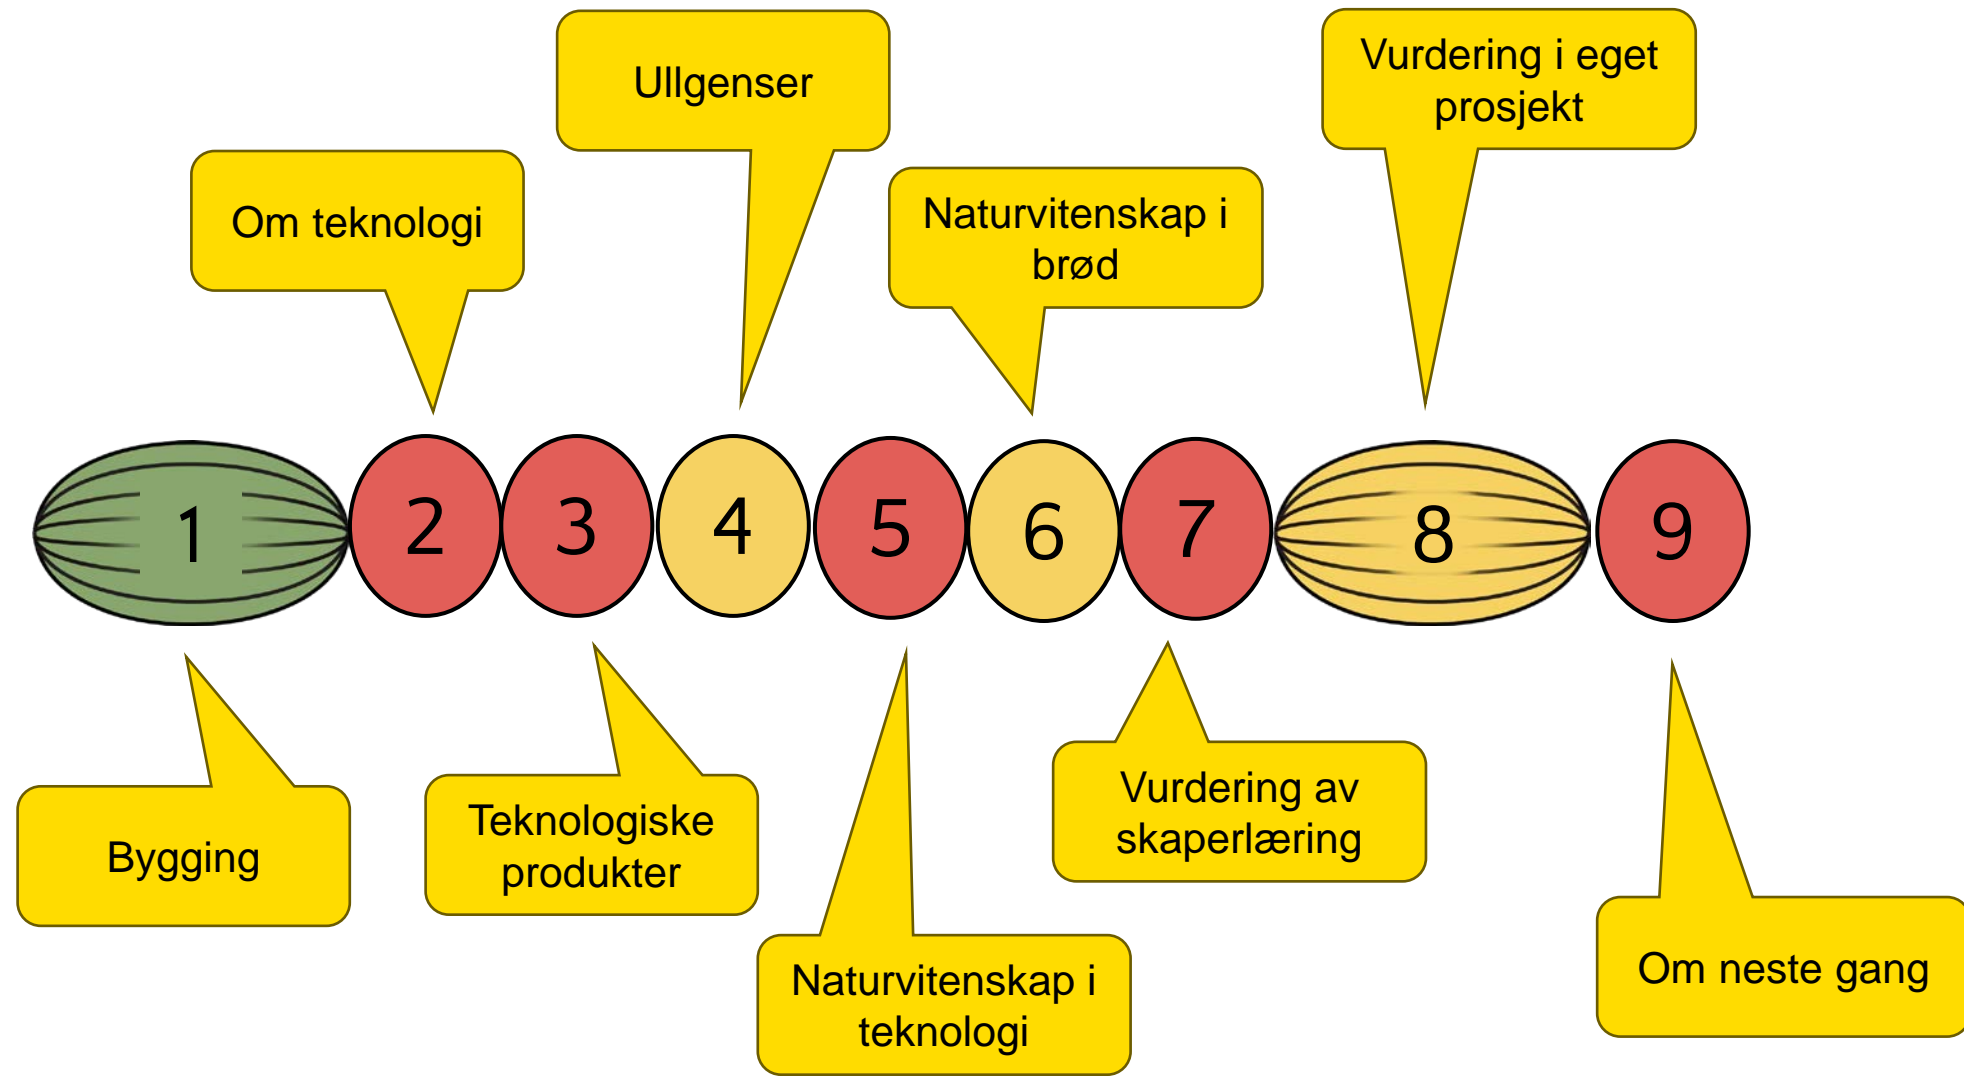 Ullgenser
Vurdering i eget
prosjekt
Om teknologi
Naturvitenskap i
brød
1
2
3
4
5
6
7
8
9
Bygging
Teknologiske
produkter
Vurdering av
skaperlæring
Naturvitenskap i
teknologi
Om neste gang